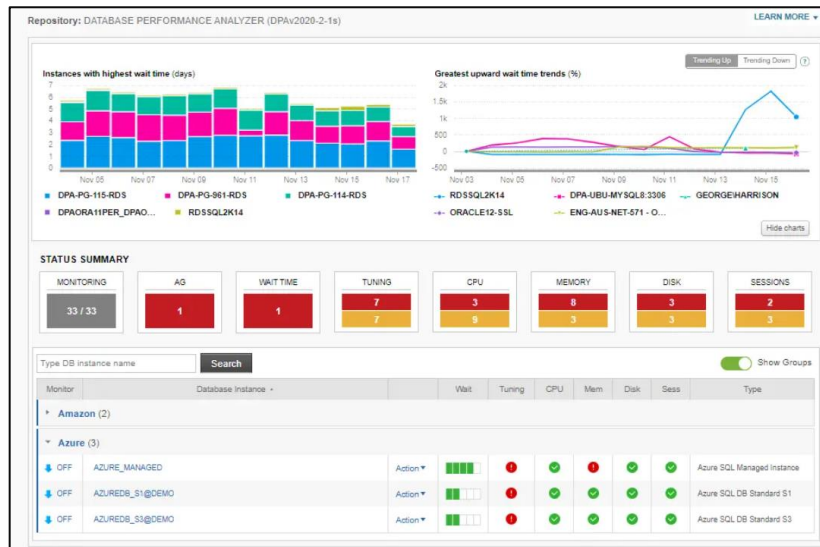 Repository: DATABASE PERFORMANCE ANALYZER (DPAv2020-2-1s)
LEARN MORE
Trending Up Trending Down ?
Instances with highest wait time (days)
7
6
5
4
3
2
1
0
Nov 05 Nov 07 Nov 09 Nov 11 Nov 13 Nov 15 Nov 17
DPA-PG-115-RDS DPA-PG-961-RDS DPA-PG-114-RDS
DPAORA11PER_DPAO... RDSSQL2K14
Greatest upward wait time trends (%)
2k
1.5k
1k
500
0
-500
Nov 03 Nov 05 Nov 07 Nov 09 Nov 11 Nov 13 Nov 15
RDSSQL2K14 DPA-UBU-MYSQL8:3306 GEORGE\HARRISON
ORACLE12-SSL ENG-AUS-NET-571 - O...
Hide charts
STATUS SUMMARY
MONITORING AG WAIT TIME TUNING CPU MEMORY DISK SESSIONS
33 / 33 1 1 7 3 8 3 2
7 9 3 3 3
Type DB instance name Search Show Groups
Monitor Database Instance Wait Tuning CPU Mem Disk Sess Type
Amazon (2)
Azure (3)
OFF AZURE_MANAGED Action Azure SQL Managed Instance
OFF AZUREDB_S1@DEMO Action Azure SQL DB Standard S1
OFF AZUREDB_S3@DEMO Action Azure SQL DB Standard S3